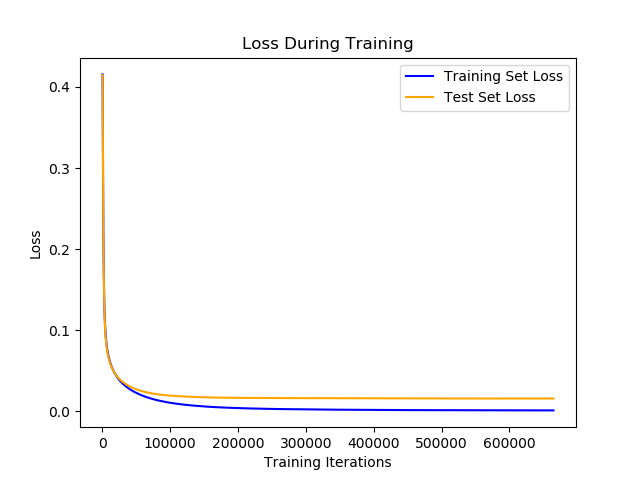 Loss During Training
Training Set Loss
Test Set Loss
Loss
0.4
0.3
0.2
0.1
0.0
0 100000 200000 300000 400000 500000 600000
Training Iterations